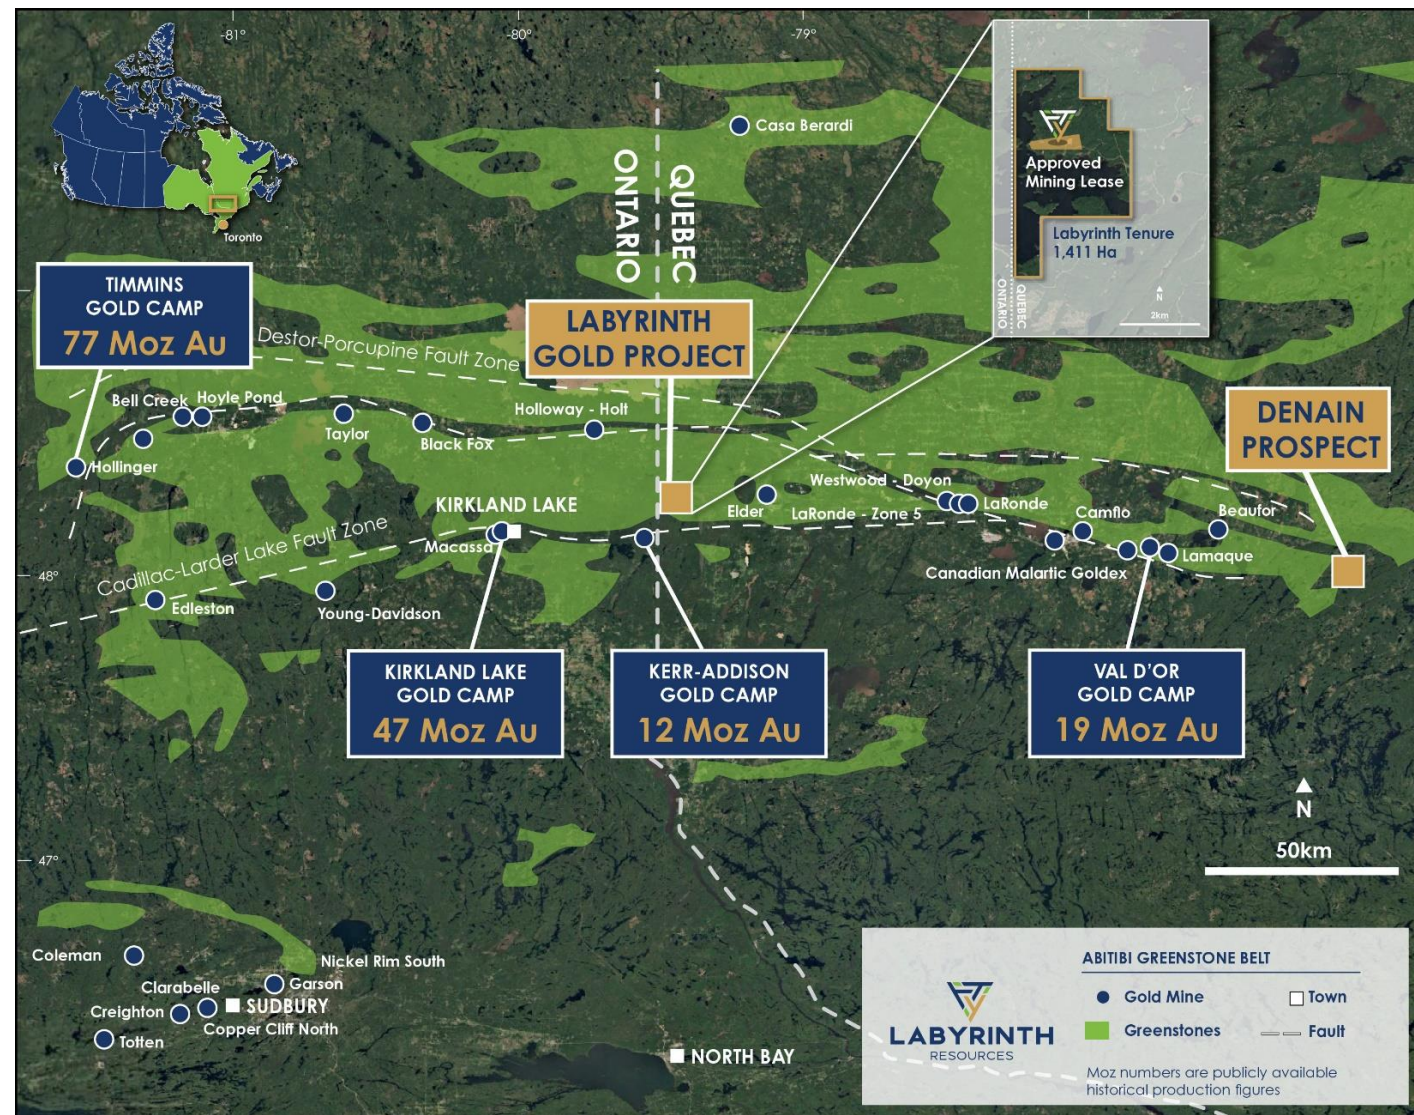 -81°
-80
-79
Casa Berardi
ONTARIO
QUEBEC
Approved
Mining Lease
Labyrinth Tenure
1,411 Ha
ONTARIO
QUEBEC
N
2km
Toronto
TIMMINS
GOLD CAMP
77 Moz Au
Destor-Porcupine Fault Zone
LABYRINTH
GOLD PROJECT
DENAIN
PROSPECT
Bell Creek
Hoyle Pond
Taylor
Black Fox
Holloway - Holt
Hollinger
KIRKLAND LAKE
Macassa
Cadillac-Larder Lake Fault Zone
Elder
Westwood - Doyon
LaRonde
LaRonde - Zone 5
Camflo
Beaufor
Lamaque
Canadian Malartic Goldex
48°
Edleston
Young-Davidson
KIRKLAND LAKE
GOLD CAMP
47 Moz Au
KERR-ADDISON
GOLD CAMP
12 Moz Au
VAL D'OR
GOLD CAMP
19 Moz Au
N
50km
47°
Coleman
Nickel Rim South
Clarabelle
Garson
Creighton
SUDBURY
Copper Cliff North
Totten
NORTH BAY
LABYRINTH
RESOURCES
ABITIBI GREENSTONE BELT
Gold Mine
Town
Greenstones
Fault
Moz numbers are publicly available
historical production figures